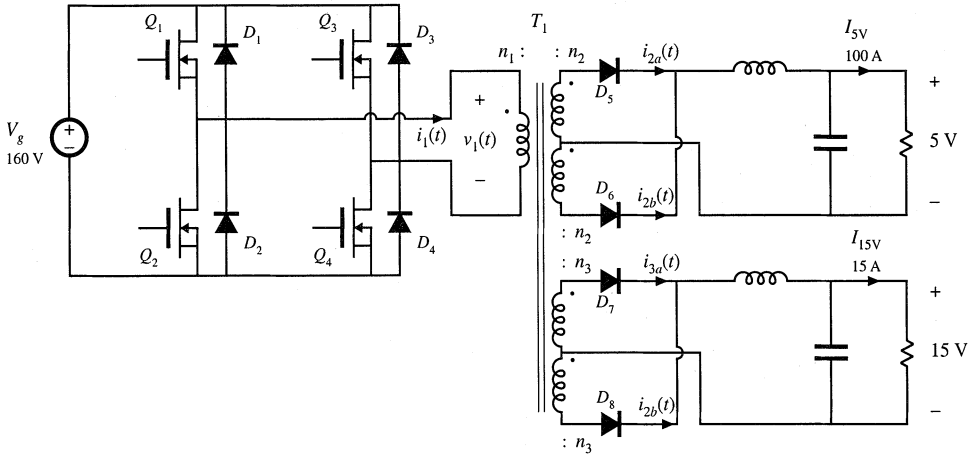 Q1
D1
Q3
D3
T1
n1 :
: n2
i2a(t)
I5V
100 A
D5
+
Vg
160 V
+
−
i1(t)
+
v1(t)
−
5 V
D6
i2b(t)
−
Q2
D2
Q4
D4
: n2
: n3
i3a(t)
I15V
15 A
D7
+
15 V
D8
i2b(t)
−
: n3